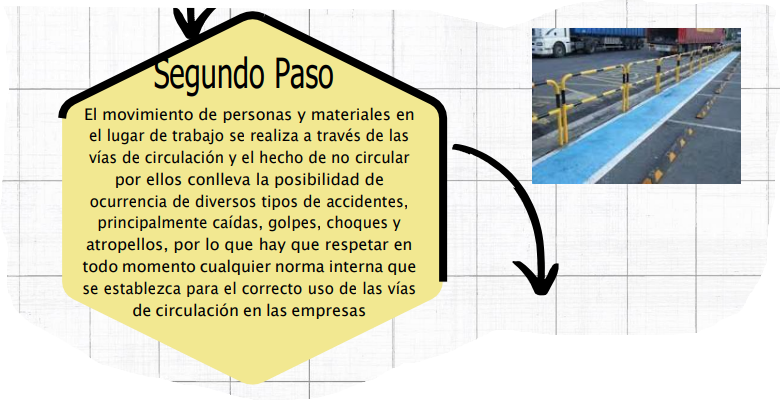 Segundo Paso
El movimiento de personas y materiales en
el lugar de trabajo se realiza a través de las
vías de circulación y el hecho de no circular
por ellos conlleva la posibilidad de
ocurrencia de diversos tipos de accidentes,
principalmente caídas, golpes, choques y
atropellos, por lo que hay que respetar en
todo momento cualquier norma interna que
se establezca para el correcto uso de las vías
de circulación en las empresas